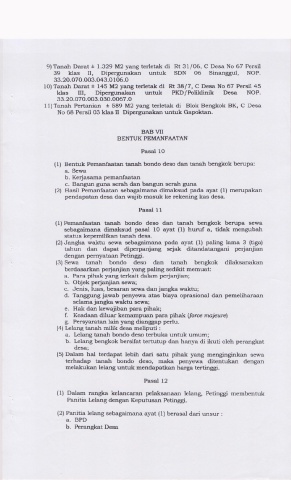 9) Tanah Darat ± 1.329 M2 yang terletak di Rt 31/06, C Desa No 67 Persil
39 klas II, Dipergunakan untuk SDN 06 Sinanggul, NOP.
33.20.070.003.043.0106.0
10) Tanah Darat ± 145 M2 yang terletak di Rt 38/7, C Desa No 67 Persil 45
klas III, Dipergunakan untuk PKD/Poliklinik Desa NOP.
33.20.070.003.030.0067.0
11) Tanah Pertanian ± 589 M2 yang terletak di Blok Bengkok BK, C Desa
No 68 Persil 03 klas II Dipergunakan untuk Gapoktan.
BAB VII
BENTUK PEMANFAATAN
Pasal 10
(1) Bentuk Pemanfaatan tanah bondo deso dan tanah bengkok berupa:
a. Sewa
b. Kerjasama pemanfaatan
c. Bangun guna serah dan bangun serah guna
(2) Hasil Pemanfaatan sebagaimana dimaksud pada ayat (1) merupakan
pendapatan desa dan wajib masuk ke rekening kas desa.
Pasal 11
(1) Pemanfaatan tanah bondo deso dan tanah bengkok berupa sewa
sebagaimana dimaksud pasal 10 ayat (1) huruf a, tidak mengubah
status kepemilikan tanah desa.
(2) Jangka waktu sewa sebagaimana pada ayat (1) paling lama 3 (tiga)
tahun dan dapat diperpanjang sejak ditandatangani perjanjian
dengan pernyataan Petinggi.
(3) Sewa tanah bondo deso dan tanah bengkok dilaksanakan
berdasarkan perjanjian yang paling sedikit memuat:
a. Para pihak yang terkait dalam perjanjian;
b. Objek perjanjian sewa;
c. Jenis, luas, besaran sewa dan jangka waktu;
d. Tanggung jawab penyewa atas biaya oprasional dan pemeliharaan
selama jangka waktu sewa;
e. Hak dan kewajiban para pihak;
f. Keadaan diluar kemampuan para pihak (force majeure)
g. Persyaratan lain yang dianggap perlu.
(4) Lelang tanah milik desa meliputi :
a. Lelang tanah bondo deso terbuka untuk umum;
b. Lelang bengkok bersifat tertutup dan hanya di ikuti oleh perangkat
desa;
(5) Dalam hal terdapat lebih dari satu pihak yang menginginkan sewa
terhadap tanah bondo deso, maka penyewa ditentukan dengan
melakukan lelang untuk mendapatkan harga tertinggi.
Pasal 12
(1) Dalam rangka kelancaran pelaksanaan lelang, Petinggi membentuk
Panitia Lelang dengan Keputusan Petinggi.
(2) Panitia lelang sebagaimana ayat (1) berasal dari unsur :
a. BPD
b. Perangkat Desa